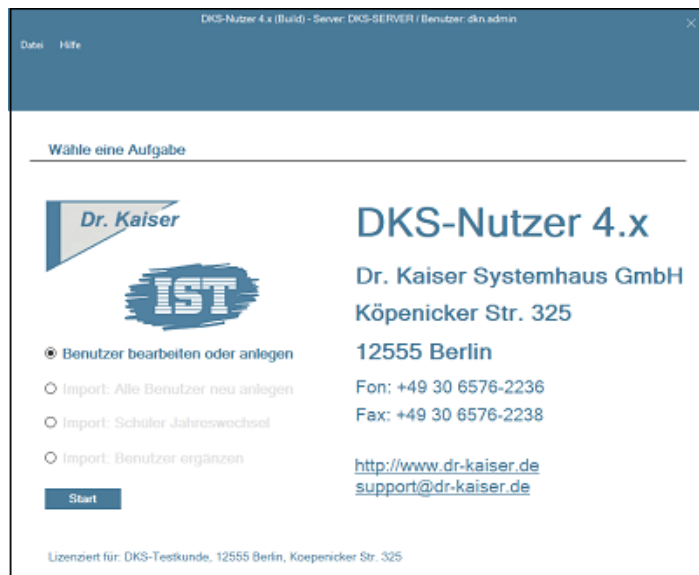 DKS-Nutzer 4.x (Build) - Server: DKS-SERVER / Benutzer: dkn.admin
Datei Hilfe
Wähle eine Aufgabe
Dr. Kaiser
IST
Benutzer bearbeiten oder anlegen
Import: Alle Benutzer neu anlegen
Import: Schüler Jahreswechsel
Import: Benutzer ergänzen
Start
DKS-Nutzer 4.x
Dr. Kaiser Systemhaus GmbH
Köpenicker Str. 325
12555 Berlin
Fon: +49 30 6576-2236
Fax: +49 30 6576-2238
http://www.dr-kaiser.de
support@dr-kaiser.de
Lizenziert für: DKS-Testkunde, 12555 Berlin, Koepenicker Str. 325